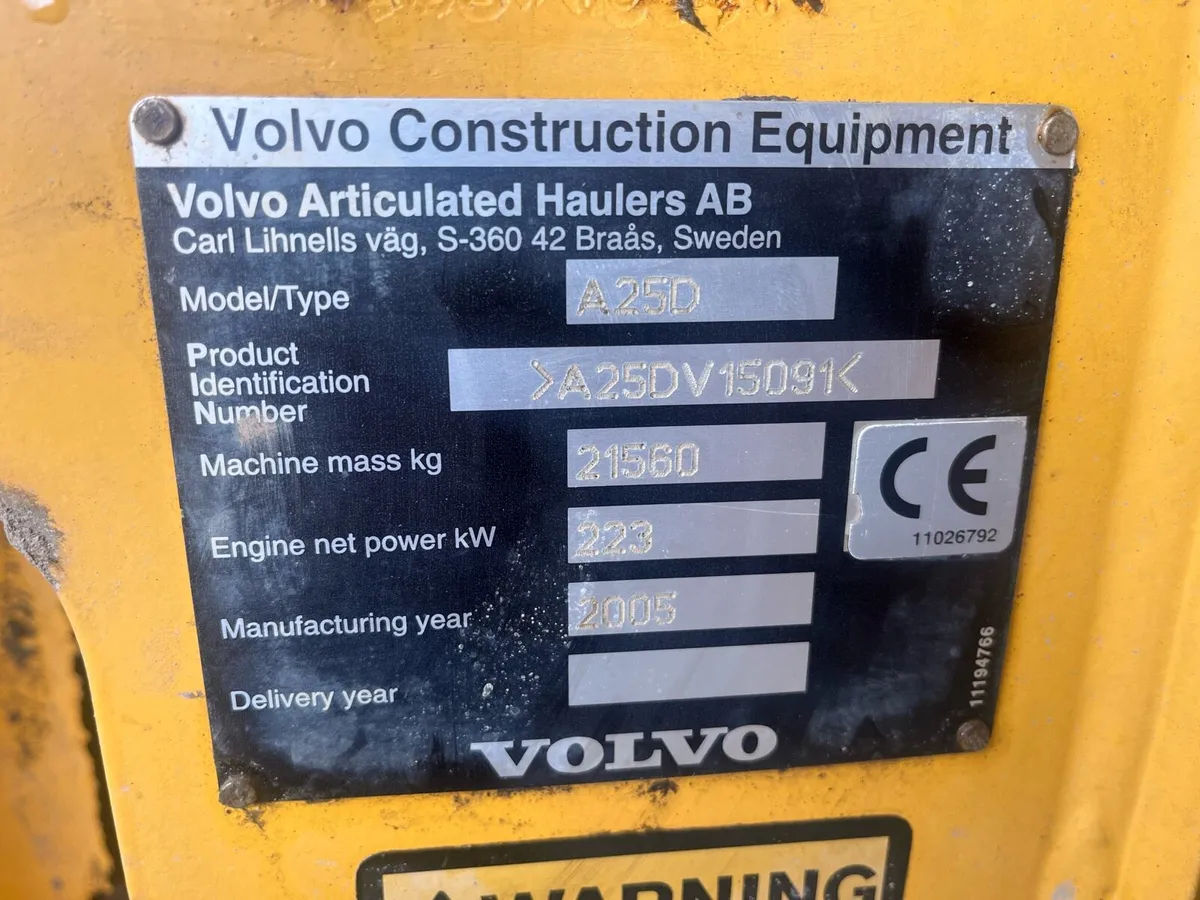 Volvo Construction Equipment
Volvo Articulated Haulers AB
Carl Lihnells väg, S-360 42 Braås, Sweden
Model/Type A25D
Product
Identification
Number
>A25DV15091<
Machine mass kg 21560
CE
11026792
Engine net power kW 223
Manufacturing year 2005
Delivery year
11194766
VOLVO
WARNING